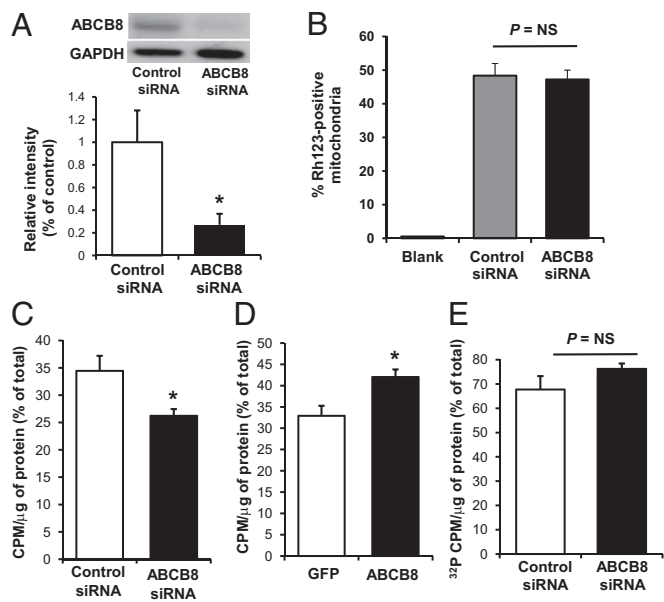 A
ABCB8
GAPDH
Control
siRNA
ABCB8
siRNA
Relative intensity
(% of control)
1.4
1.2
1
0.8
0.6
0.4
0.2
0
*
Control
siRNA
ABCB8
siRNA
B
P = NS
% Rh123-positive
mitochondria
60
50
40
30
20
10
0
Blank
Control
siRNA
ABCB8
siRNA
C
CPM/μg of protein (% of total)
40
35
30
25
20
15
10
5
0
*
Control
siRNA
ABCB8
siRNA
D
CPM/μg of protein (% of total)
50
45
40
35
30
25
20
15
10
5
0
*
GFP
ABCB8
E
P = NS
³²P CPM/μg of protein (% of total)
80
70
60
50
40
30
20
10
0
Control
siRNA
ABCB8
siRNA